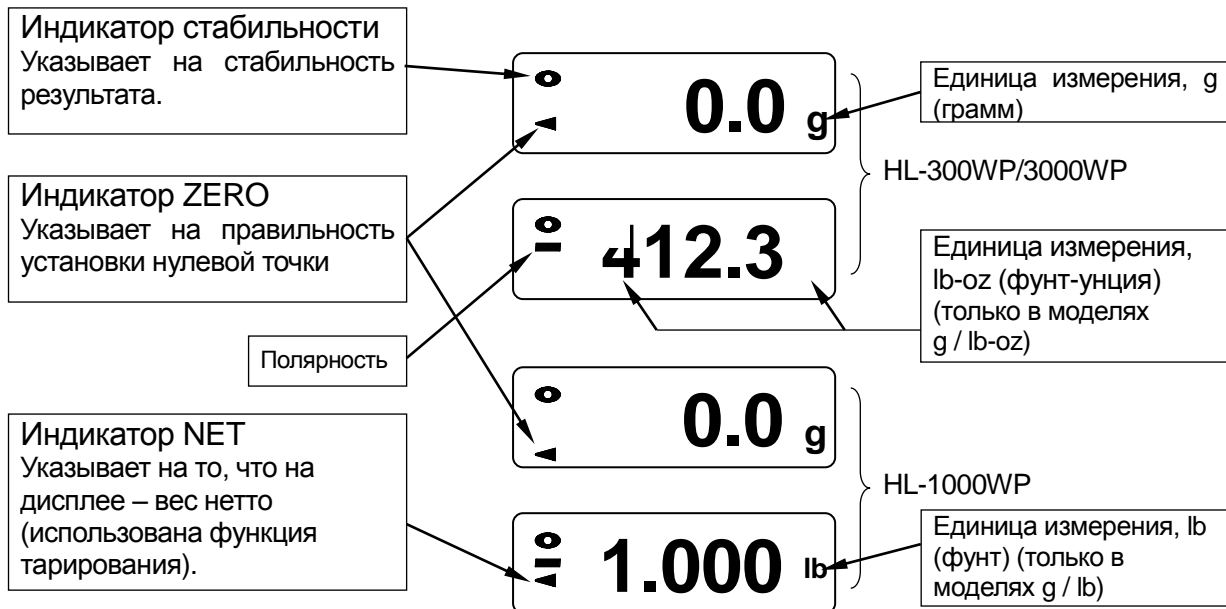 Индикатор стабильности
Указывает на стабильность
результата.
Индикатор ZERO
Указывает на правильность
установки нулевой точки
Полярность
Индикатор NET
Указывает на то, что на
дисплее – вес нетто
(использована функция
тарирования).
0.0 g
412.3
0.0 g
1.000 lb
Единица измерения, g
(грамм)
HL-300WP/3000WP
Единица измерения,
lb-oz (фунт-унция)
(только в моделях
g / lb-oz)
HL-1000WP
Единица измерения, lb
(фунт) (только в
моделях g / lb)